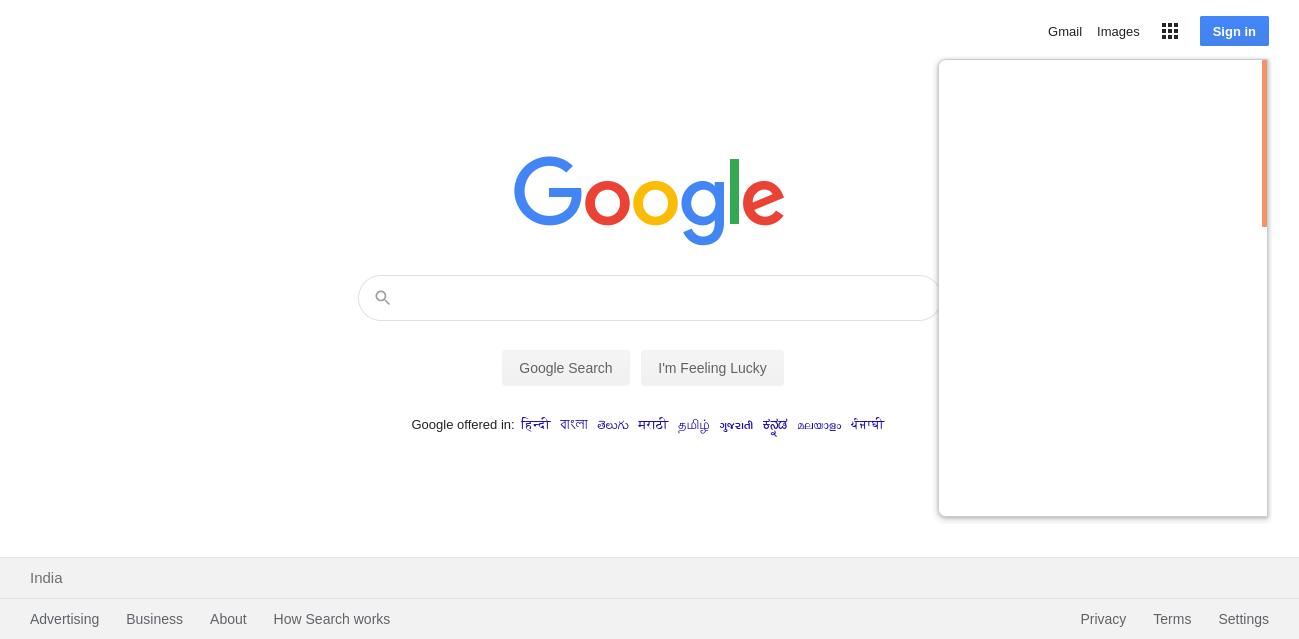 Gmail Images Sign in
Google
Google Search I'm Feeling Lucky
Google offered in: हिन्दी বাংলা తెలుగు मराठी தமிழ் ગુજરાતી ಕನ್ನಡ മലയാളം ਪੰਜਾਬੀ
India
Advertising Business About How Search works Privacy Terms Settings